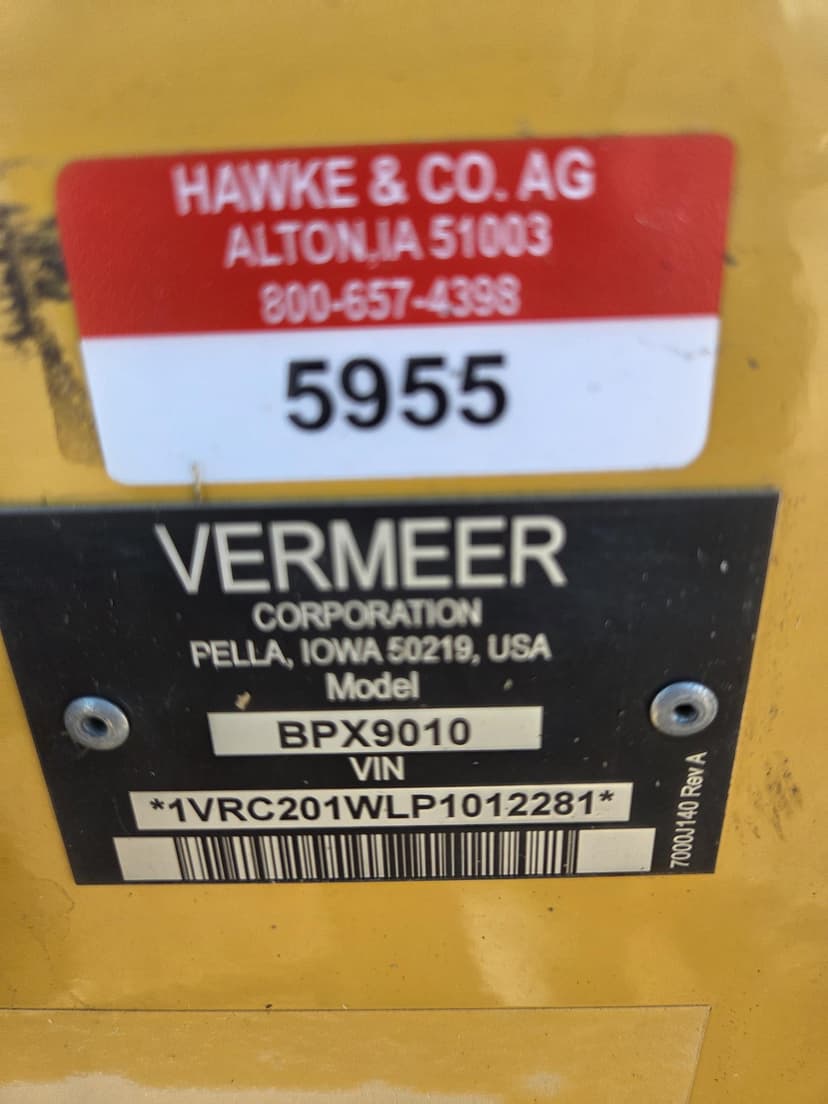 HAWKE & CO. AG
ALTON,IA 51003
800-657-4398
5955
VERMEER
CORPORATION
PELLA, IOWA 50219, USA
Model
BPX9010
VIN
*1VRC201WLP1012281*
7000J140 Rev A